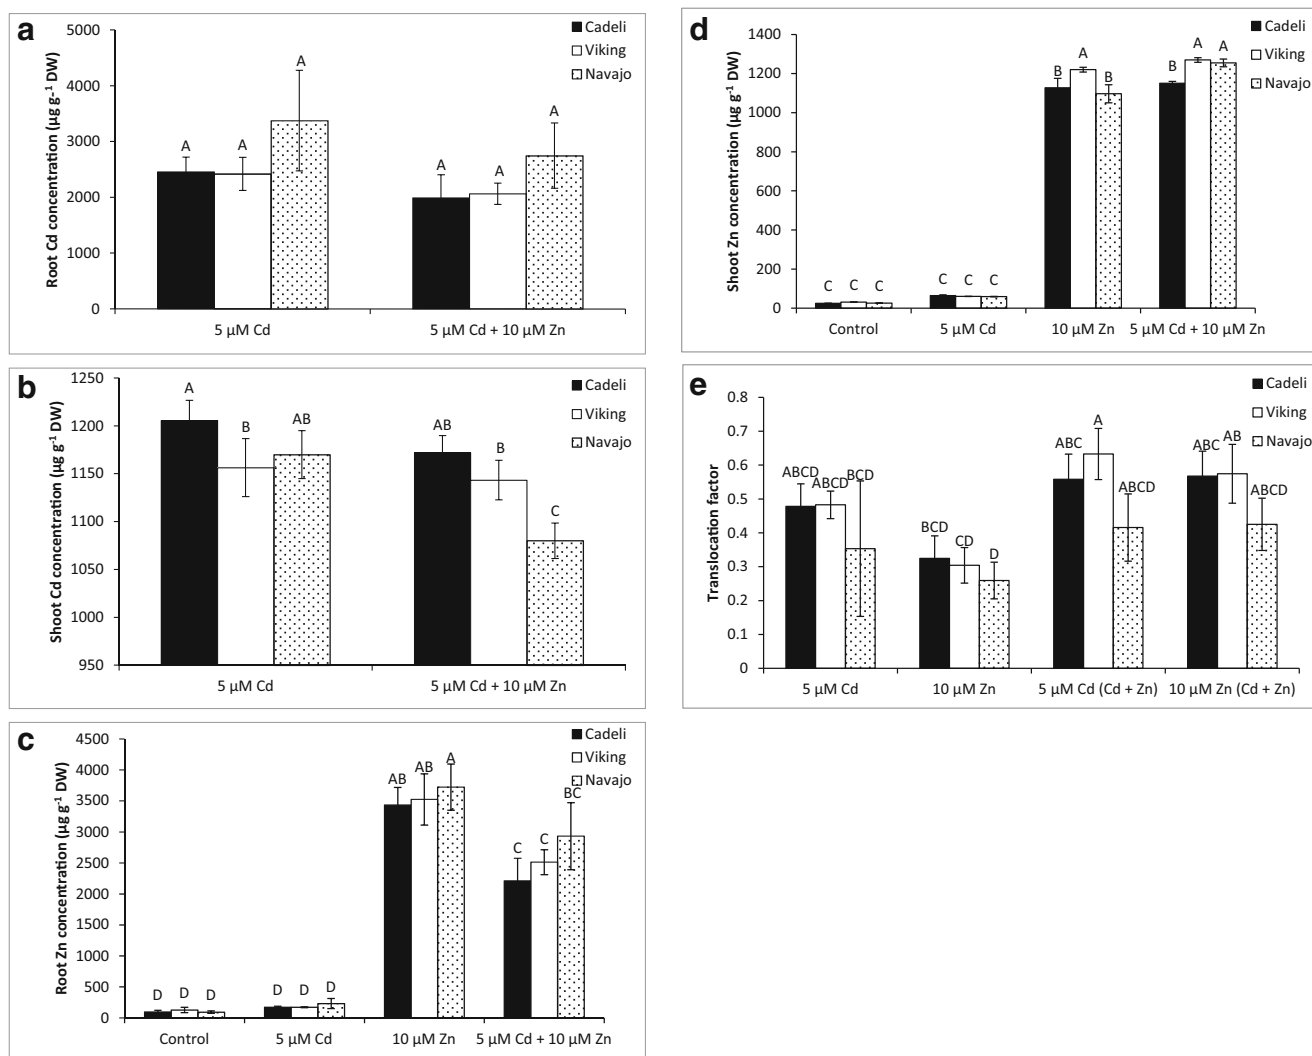 a
Root Cd concentration (µg g-1 DW)
5000
4000
3000
2000
1000
0
A
A
A
A
A
A
5 µM Cd
5 µM Cd + 10 µM Zn
Cadeli
Viking
Navajo
b
Shoot Cd concentration (µg g-1 DW)
1250
1200
1150
1100
1050
1000
950
A
B
AB
AB
B
C
5 µM Cd
5 µM Cd + 10 µM Zn
Cadeli
Viking
Navajo
c
Root Zn concentration (µg g-1 DW)
4500
4000
3500
3000
2500
2000
1500
1000
500
0
D
D
D
D
D
D
AB
AB
A
C
C
BC
Control
5 µM Cd
10 µM Zn
5 µM Cd + 10 µM Zn
Cadeli
Viking
Navajo
d
Shoot Zn concentration (µg g-1 DW)
1400
1200
1000
800
600
400
200
0
C
C
C
C
C
C
B
A
B
B
A
A
Control
5 µM Cd
10 µM Zn
5 µM Cd + 10 µM Zn
Cadeli
Viking
Navajo
e
Translocation factor
0.8
0.7
0.6
0.5
0.4
0.3
0.2
0.1
0
ABCD
ABCD
BCD
BCD
CD
D
ABC
A
ABCD
ABC
AB
ABCD
5 µM Cd
10 µM Zn
5 µM Cd (Cd + Zn)
10 µM Zn (Cd + Zn)
Cadeli
Viking
Navajo